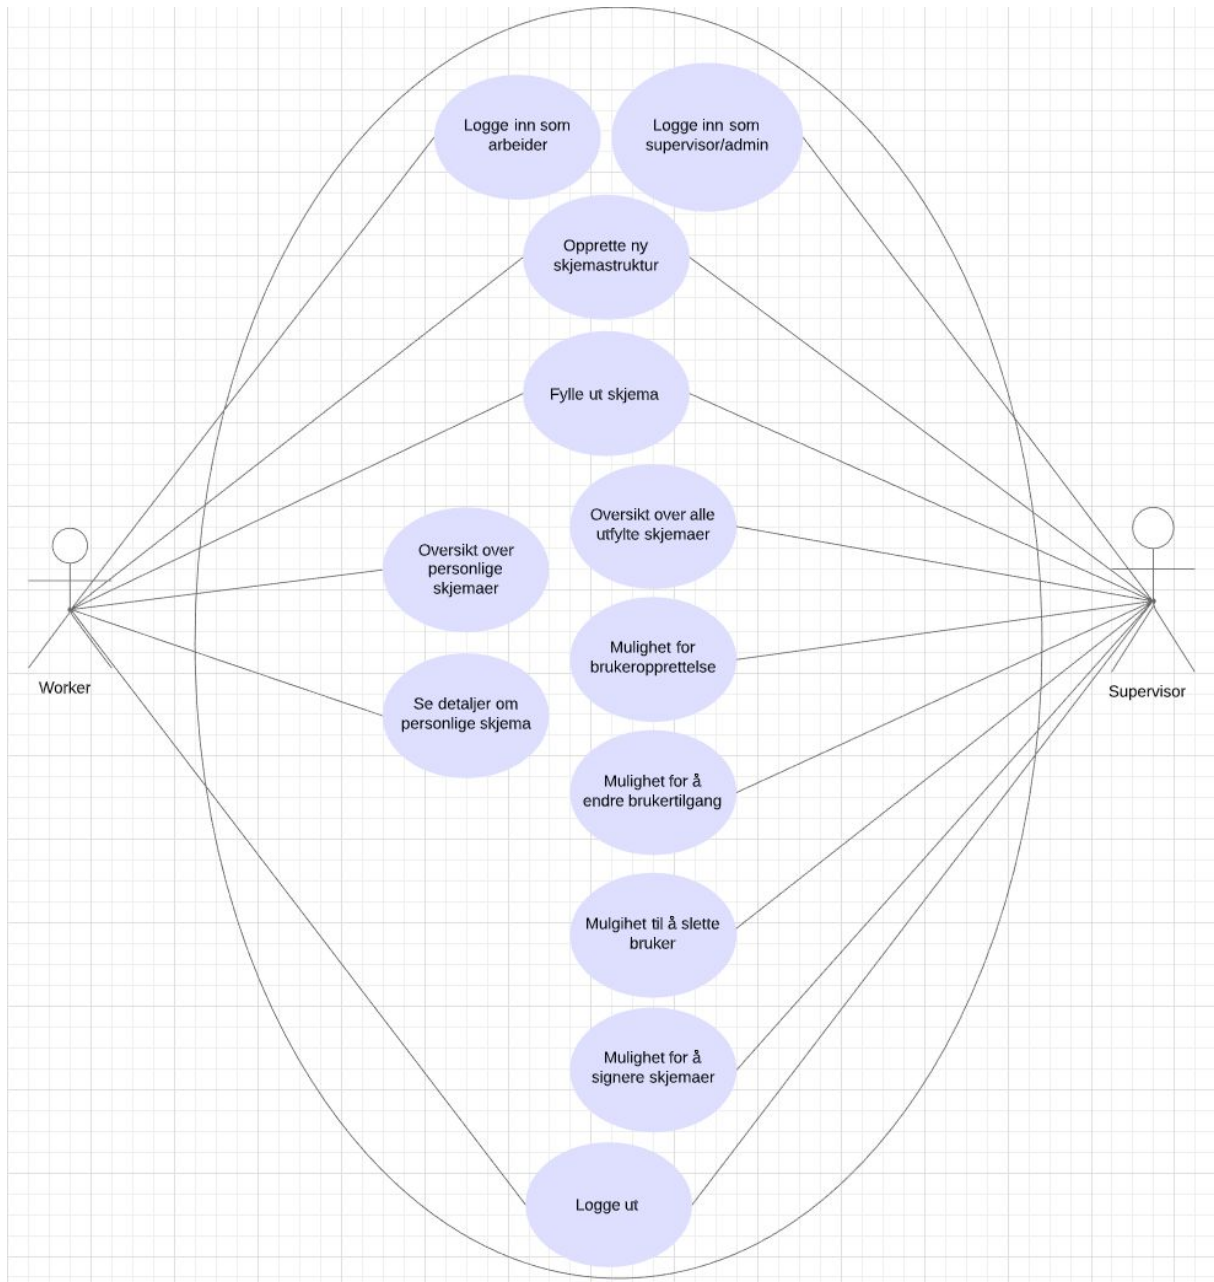 Logge inn som
arbeider
Logge inn som
supervisor/admin
Opprette ny
skjemastruktur
Fylle ut skjema
Oversikt over alle
utfylte skjemaer
Oversikt over
personlige
skjemaer
Mulighet for
brukeropprettelse
Worker
Supervisor
Se detaljer om
personlige skjema
Mulighet for å
endre brukertilgang
Mulgihet til å slette
bruker
Mulighet for å
signere skjemaer
Logge ut